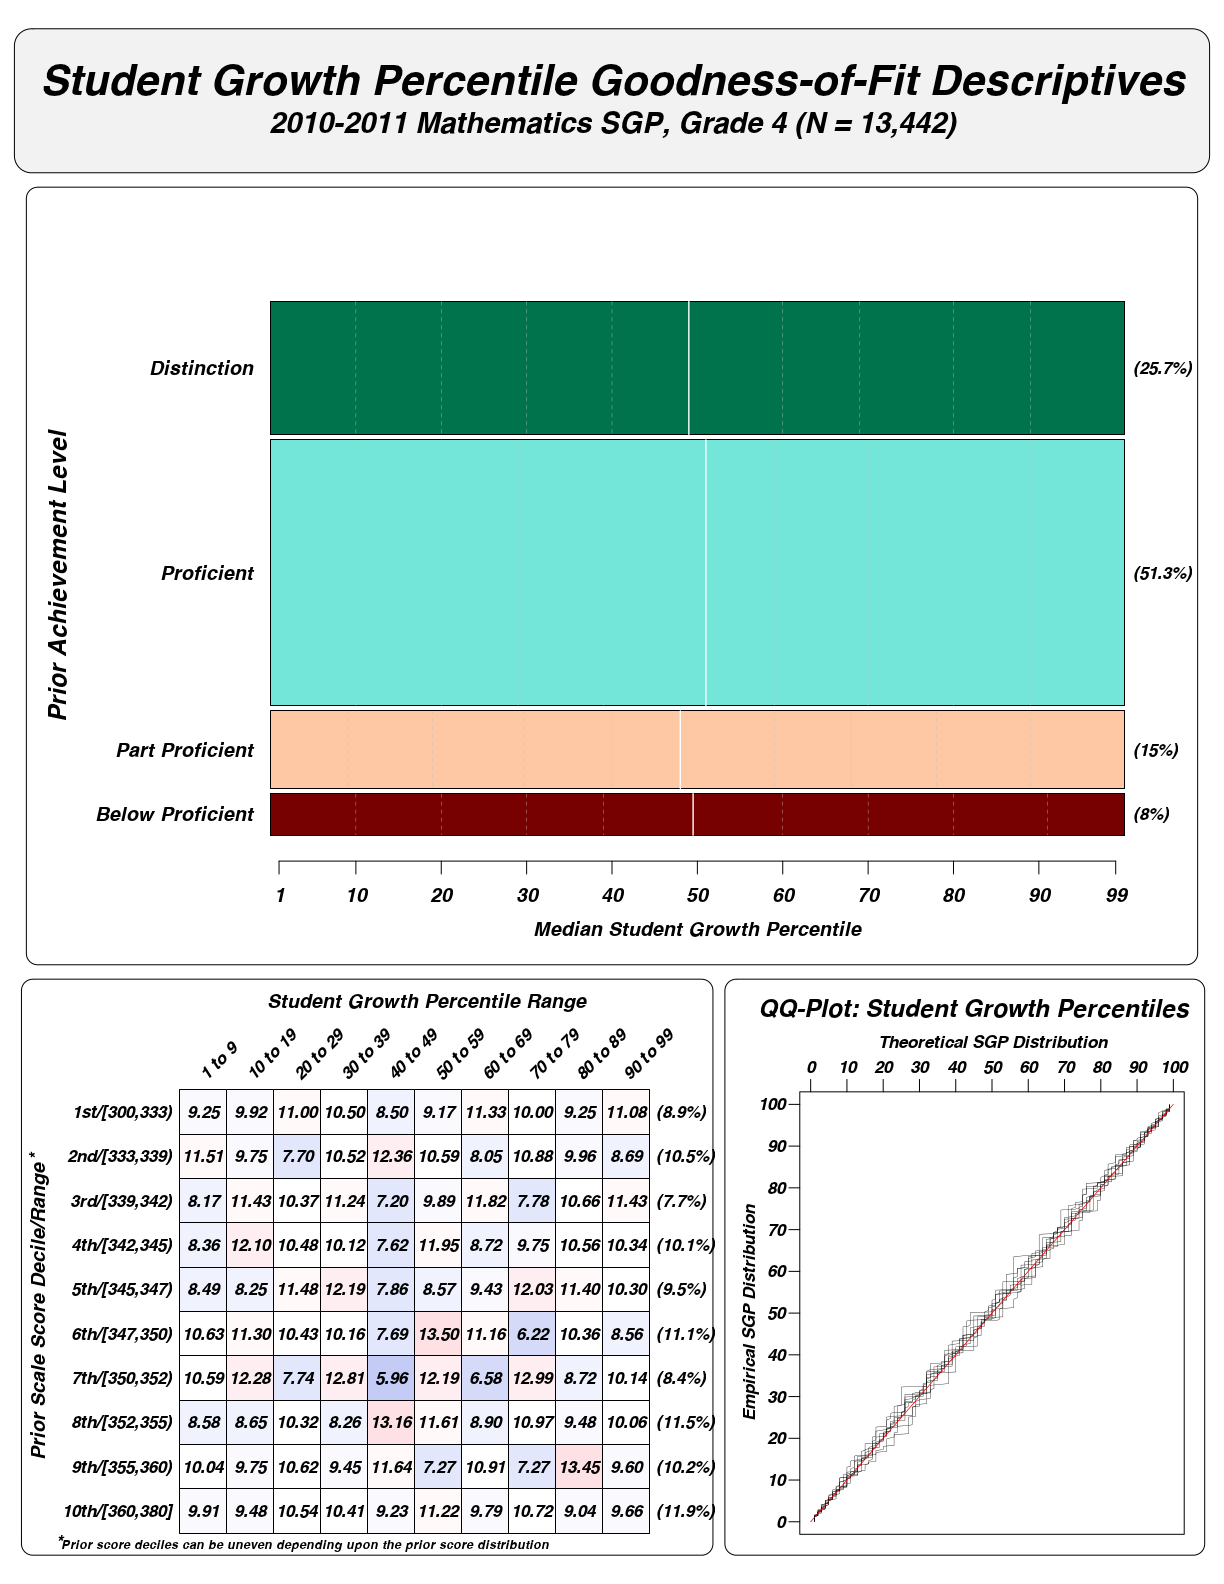 Student Growth Percentile Goodness-of-Fit Descriptives
2010-2011 Mathematics SGP, Grade 4 (N = 13,442)
Prior Achievement Level
Distinction (25.7%)
Proficient (51.3%)
Part Proficient (15%)
Below Proficient (8%)
1 10 20 30 40 50 60 70 80 90 99
Median Student Growth Percentile
Student Growth Percentile Range
1 to 9 10 to 19 20 to 29 30 to 39 40 to 49 50 to 59 60 to 69 70 to 79 80 to 89 90 to 99
Prior Scale Score Decile/Range*
1st/[300,333) 9.25 9.92 11.00 10.50 8.50 9.17 11.33 10.00 9.25 11.08 (8.9%)
2nd/[333,339) 11.51 9.75 7.70 10.52 12.36 10.59 8.05 10.88 9.96 8.69 (10.5%)
3rd/[339,342) 8.17 11.43 10.37 11.24 7.20 9.89 11.82 7.78 10.66 11.43 (7.7%)
4th/[342,345) 8.36 12.10 10.48 10.12 7.62 11.95 8.72 9.75 10.56 10.34 (10.1%)
5th/[345,347) 8.49 8.25 11.48 12.19 7.86 8.57 9.43 12.03 11.40 10.30 (9.5%)
6th/[347,350) 10.63 11.30 10.43 10.16 7.69 13.50 11.16 6.22 10.36 8.56 (11.1%)
7th/[350,352) 10.59 12.28 7.74 12.81 5.96 12.19 6.58 12.99 8.72 10.14 (8.4%)
8th/[352,355) 8.58 8.65 10.32 8.26 13.16 11.61 8.90 10.97 9.48 10.06 (11.5%)
9th/[355,360) 10.04 9.75 10.62 9.45 11.64 7.27 10.91 7.27 13.45 9.60 (10.2%)
10th/[360,380] 9.91 9.48 10.54 10.41 9.23 11.22 9.79 10.72 9.04 9.66 (11.9%)
*Prior score deciles can be uneven depending upon the prior score distribution
QQ-Plot: Student Growth Percentiles
Theoretical SGP Distribution
0 10 20 30 40 50 60 70 80 90 100
Empirical SGP Distribution
100
90
80
70
60
50
40
30
20
10
0